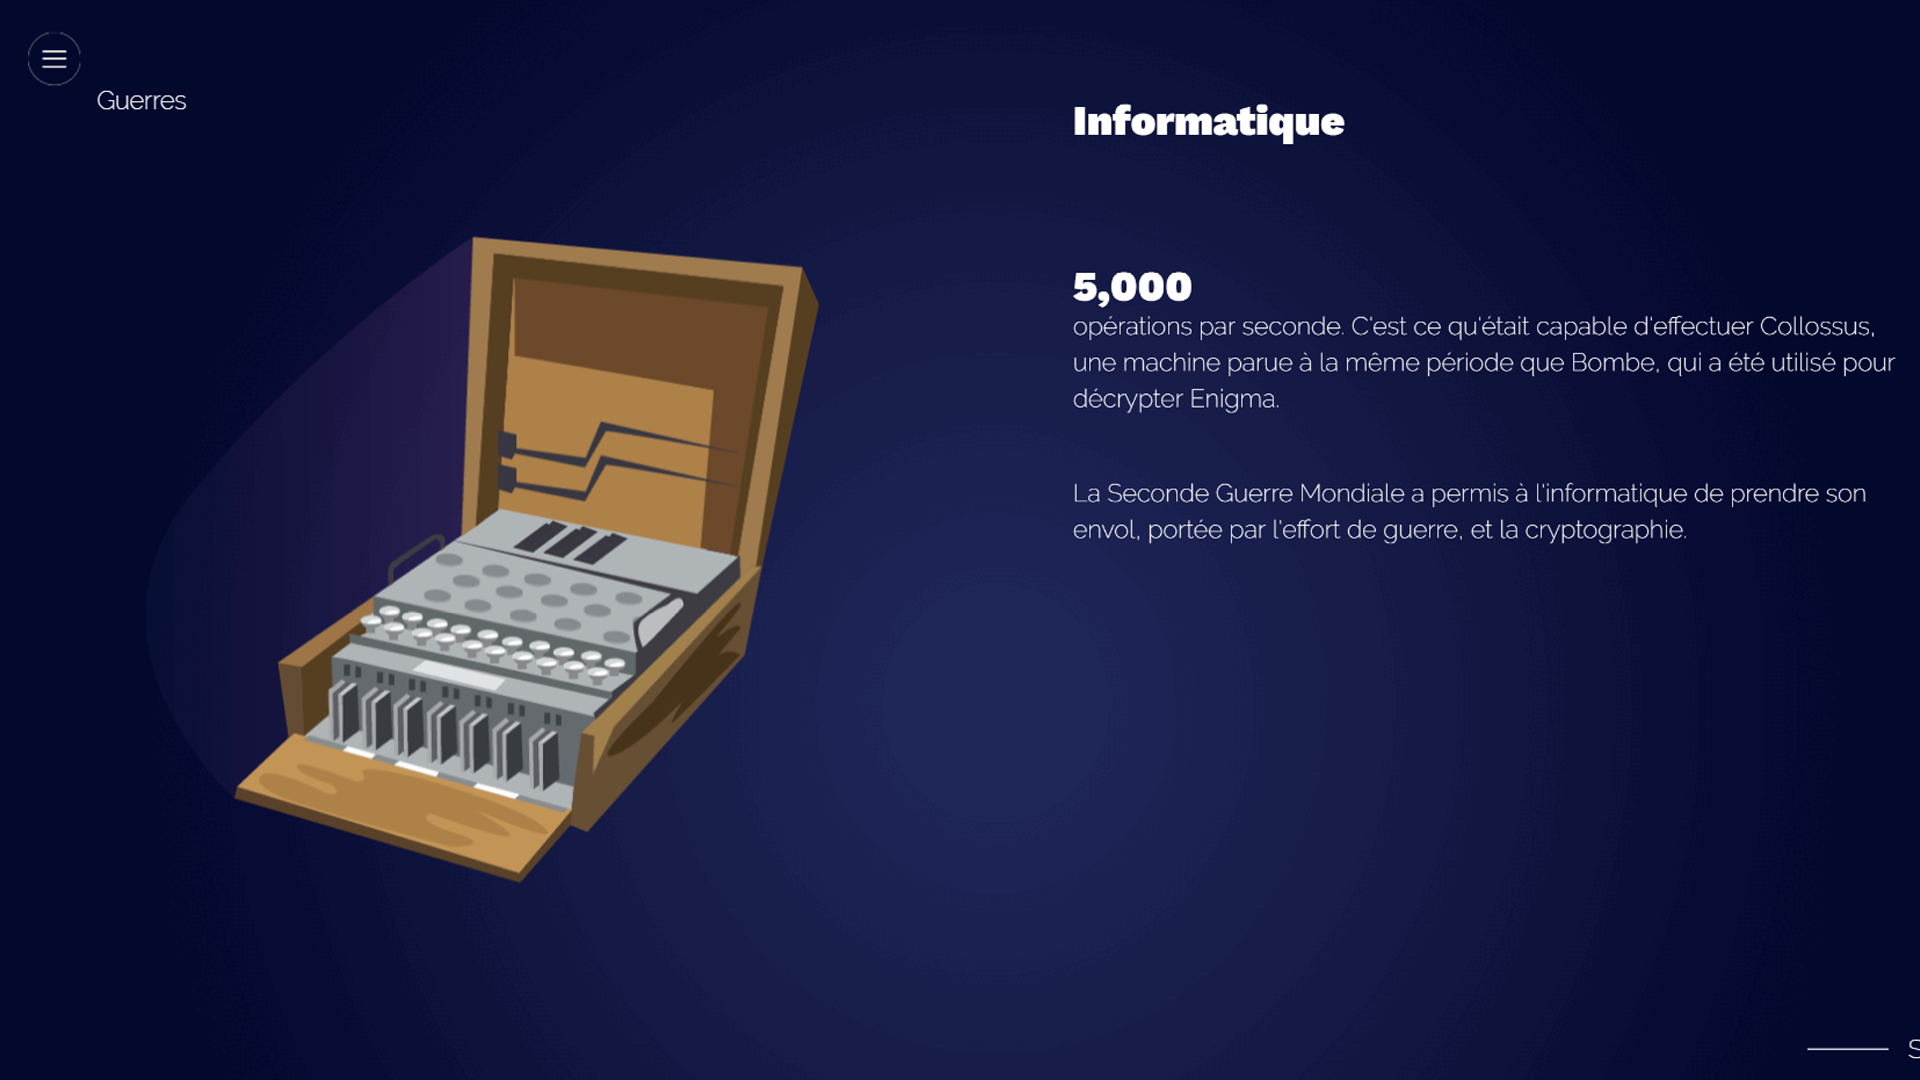 Guerres
Informatique
5,000
opérations par seconde. C'est ce qu'était capable d'effectuer Collossus,
une machine parue à la même période que Bombe, qui a été utilisé pour
décrypter Enigma.
La Seconde Guerre Mondiale a permis à l'informatique de prendre son
envol, portée par l'effort de guerre, et la cryptographie.